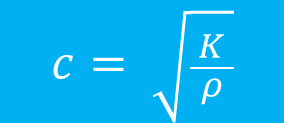 c = √(K/ρ)